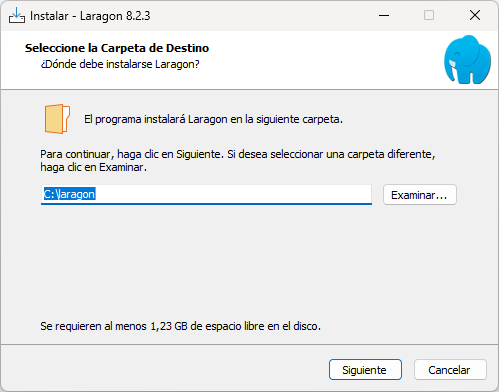 Instalar - Laragon 8.2.3
Seleccione la Carpeta de Destino
¿Dónde debe instalarse Laragon?
El programa instalará Laragon en la siguiente carpeta.
Para continuar, haga clic en Siguiente. Si desea seleccionar una carpeta diferente,
haga clic en Examinar.
C:\laragon
Examinar...
Se requieren al menos 1,23 GB de espacio libre en el disco.
Siguiente
Cancelar